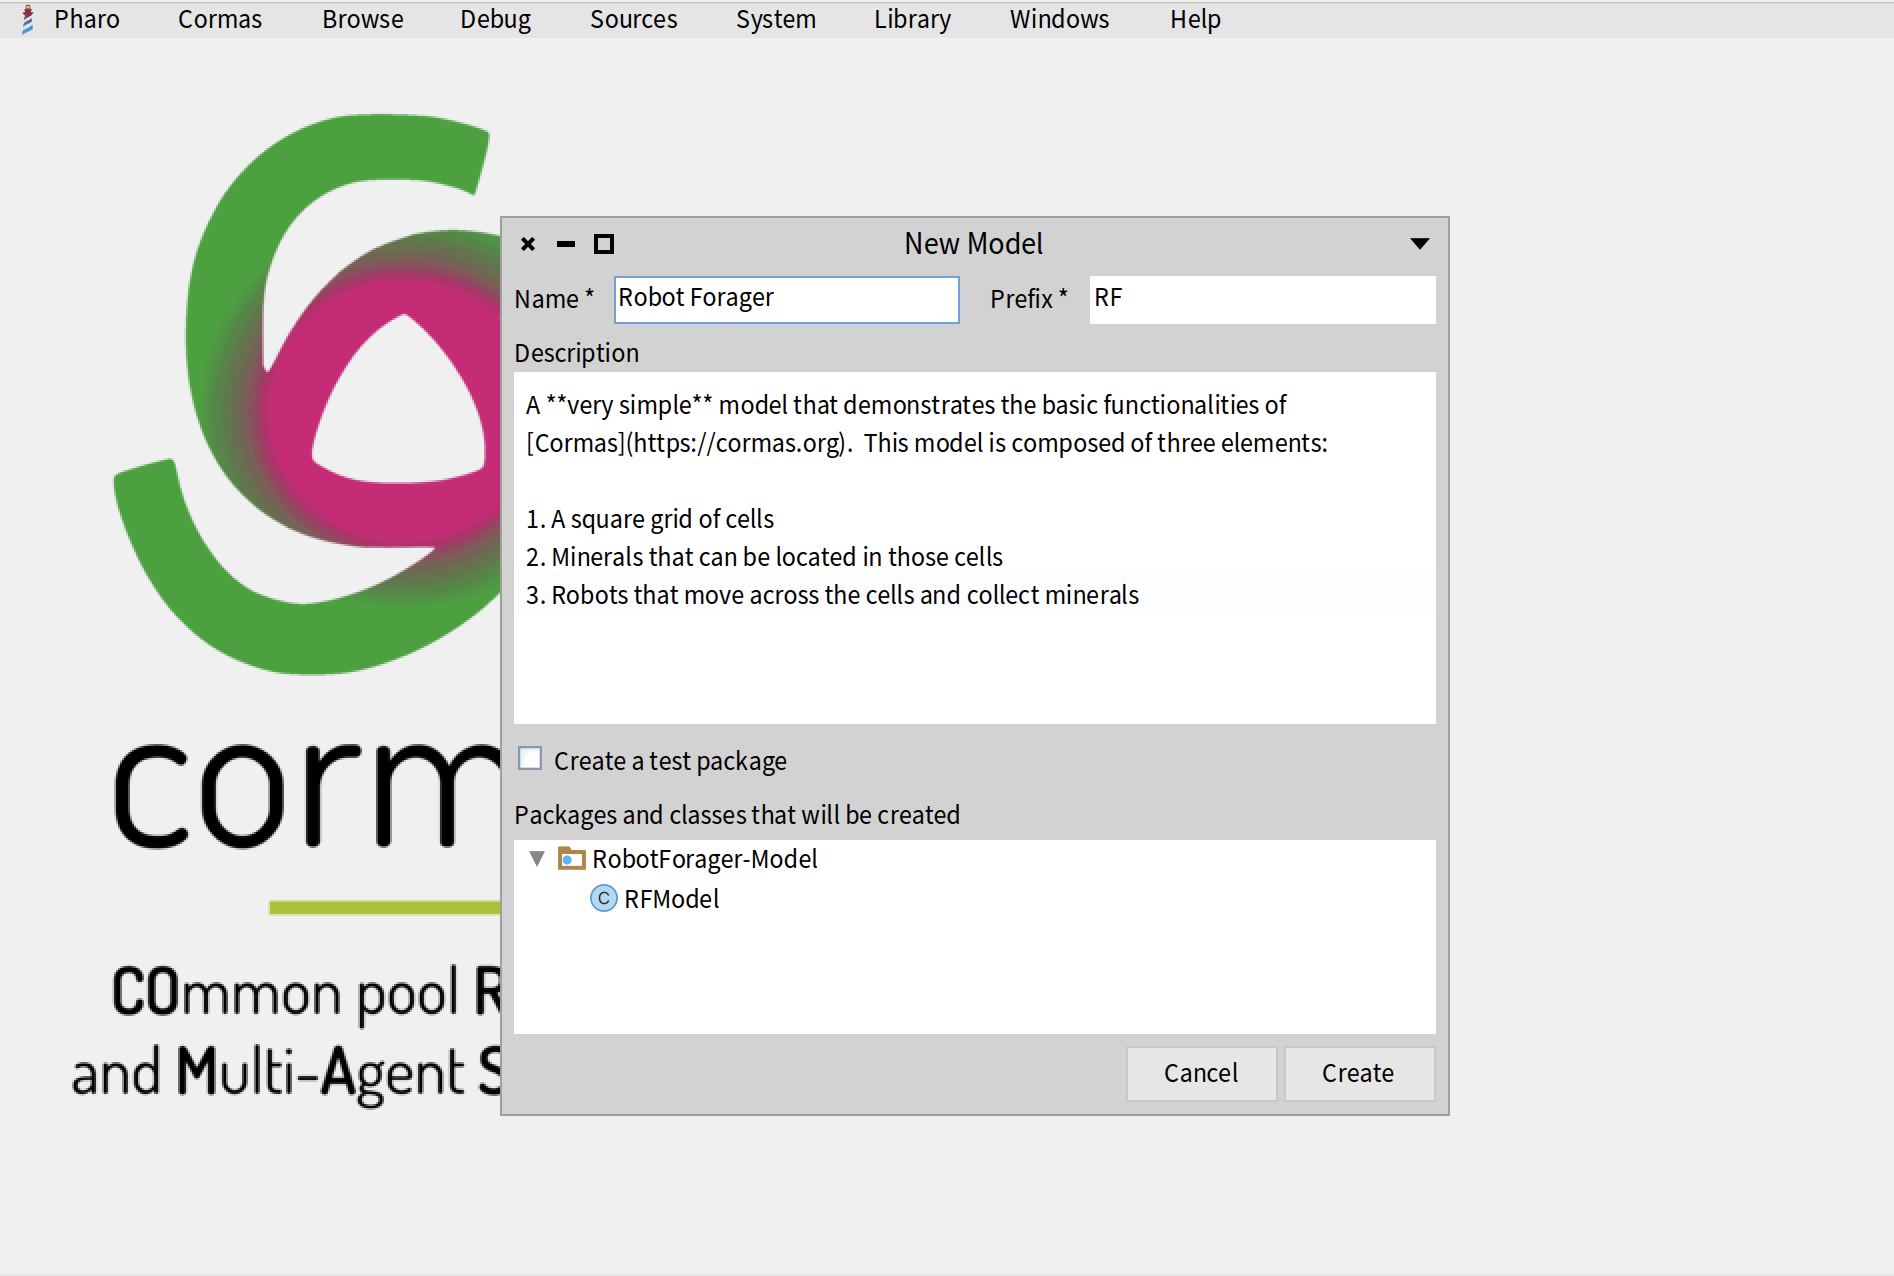 Pharo Cormas Browse Debug Sources System Library Windows Help
New Model
Name * Robot Forager Prefix * RF
Description
A **very simple** model that demonstrates the basic functionalities of
[Cormas](https://cormas.org).  This model is composed of three elements:
1. A square grid of cells
2. Minerals that can be located in those cells
3. Robots that move across the cells and collect minerals
Create a test package
Packages and classes that will be created
RobotForager-Model
C RFModel
Cancel Create
corm
COmmon pool R
and Multi-Agent S